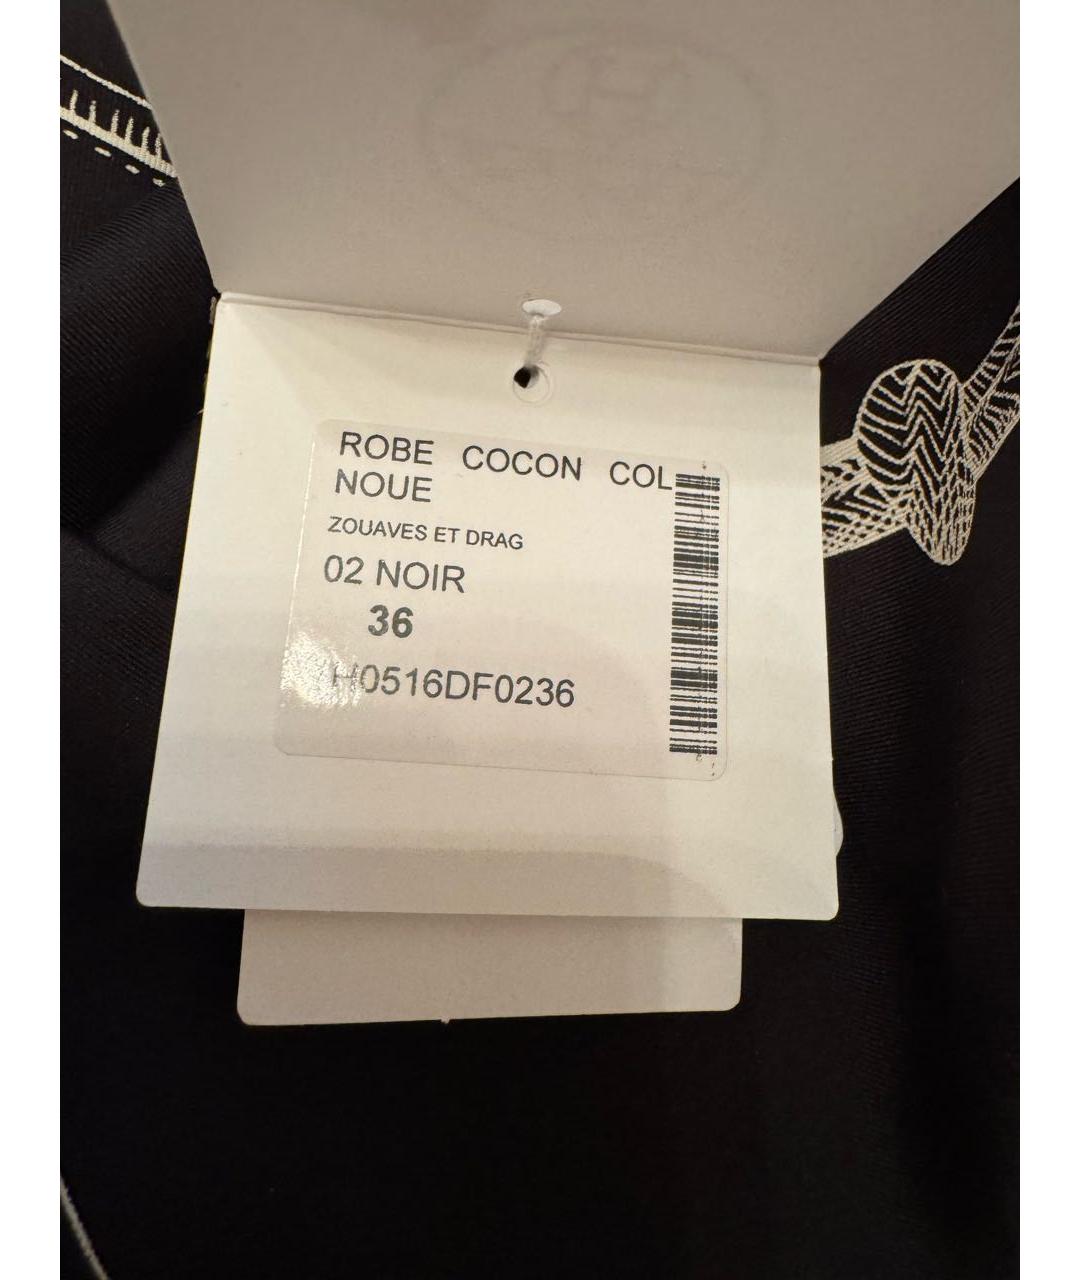 ROBE COCON COL
NOUE
ZOUAVES ET DRAG
02 NOIR
36
H0516DF0236